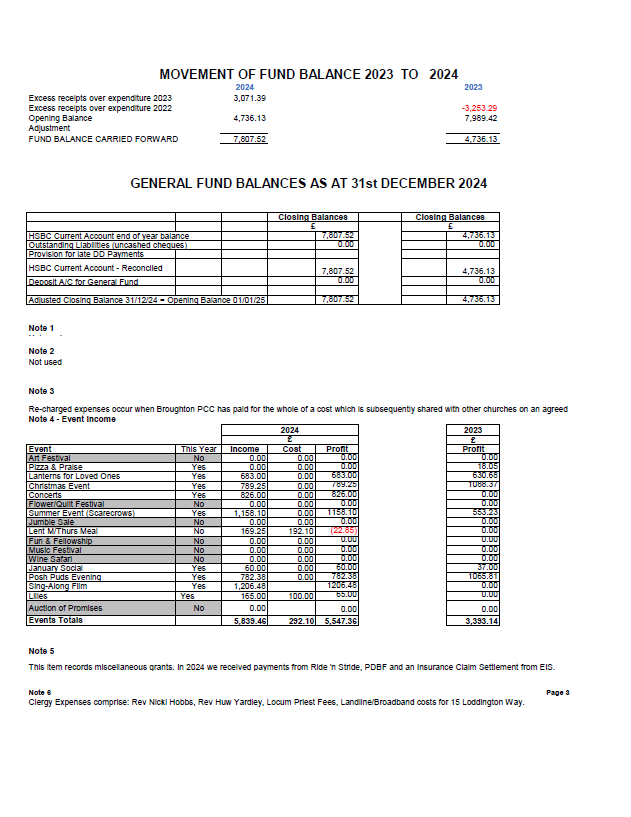 MOVEMENT OF FUND BALANCE 2023 TO 2024
2024 2023
Excess receipts over expenditure 2023 3,071.39
Excess receipts over expenditure 2022 -3,253.29
Opening Balance 4,736.13 7,989.42
Adjustment
FUND BALANCE CARRIED FORWARD 7,807.52 4,736.13
GENERAL FUND BALANCES AS AT 31st DECEMBER 2024
Closing Balances Closing Balances
£ £
HSBC Current Account end of year balance 7,807.52 4,736.13
Outstanding Liabilities (uncashed cheques) 0.00 0.00
Provision for late DD Payments
HSBC Current Account - Reconciled 7,807.52 4,736.13
Deposit A/C for General Fund 0.00 0.00
Adjusted Closing Balance 31/12/24 = Opening Balance 01/01/25 7,807.52 4,736.13
Note 1
Note 2
Not used
Note 3
Re-charged expenses occur when Broughton PCC has paid for the whole of a cost which is subsequently shared with other churches on an agreed
Note 4 - Event Income
2024 2023
£ £
Event This Year Income Cost Profit Profit
Art Festival No 0.00 0.00 0.00 0.00
Pizza & Praise Yes 0.00 0.00 0.00 18.05
Lanterns for Loved Ones Yes 683.00 0.00 683.00 630.68
Christmas Event Yes 789.25 0.00 789.25 1088.37
Concerts Yes 826.00 0.00 826.00 0.00
Flower/Quilt Festival No 0.00 0.00 0.00 0.00
Summer Event (Scarecrows) Yes 1,158.10 0.00 1158.10 553.23
Jumble Sale No 0.00 0.00 0.00 0.00
Lent M/Thurs Meal No 169.25 192.10 (22.85) 0.00
Fun & Fellowship No 0.00 0.00 0.00 0.00
Music Festival No 0.00 0.00 0.00 0.00
Wine Safari No 0.00 0.00 0.00 0.00
January Social Yes 60.00 0.00 60.00 37.00
Posh Puds Evening Yes 782.38 0.00 782.38 1065.81
Sing-Along Film Yes 1,206.48 1206.48 0.00
Lilies Yes 165.00 100.00 65.00 0.00
Auction of Promises No 0.00 0.00 0.00
Events Totals 5,839.46 292.10 5,547.36 3,393.14
Note 5
This item records miscellaneous grants. In 2024 we received payments from Ride 'n Stride, PDBF and an Insurance Claim Settlement from EIS.
Note 6 Page 3
Clergy Expenses comprise: Rev Nicki Hobbs, Rev Huw Yardley, Locum Priest Fees, Landline/Broadband costs for 15 Loddington Way.